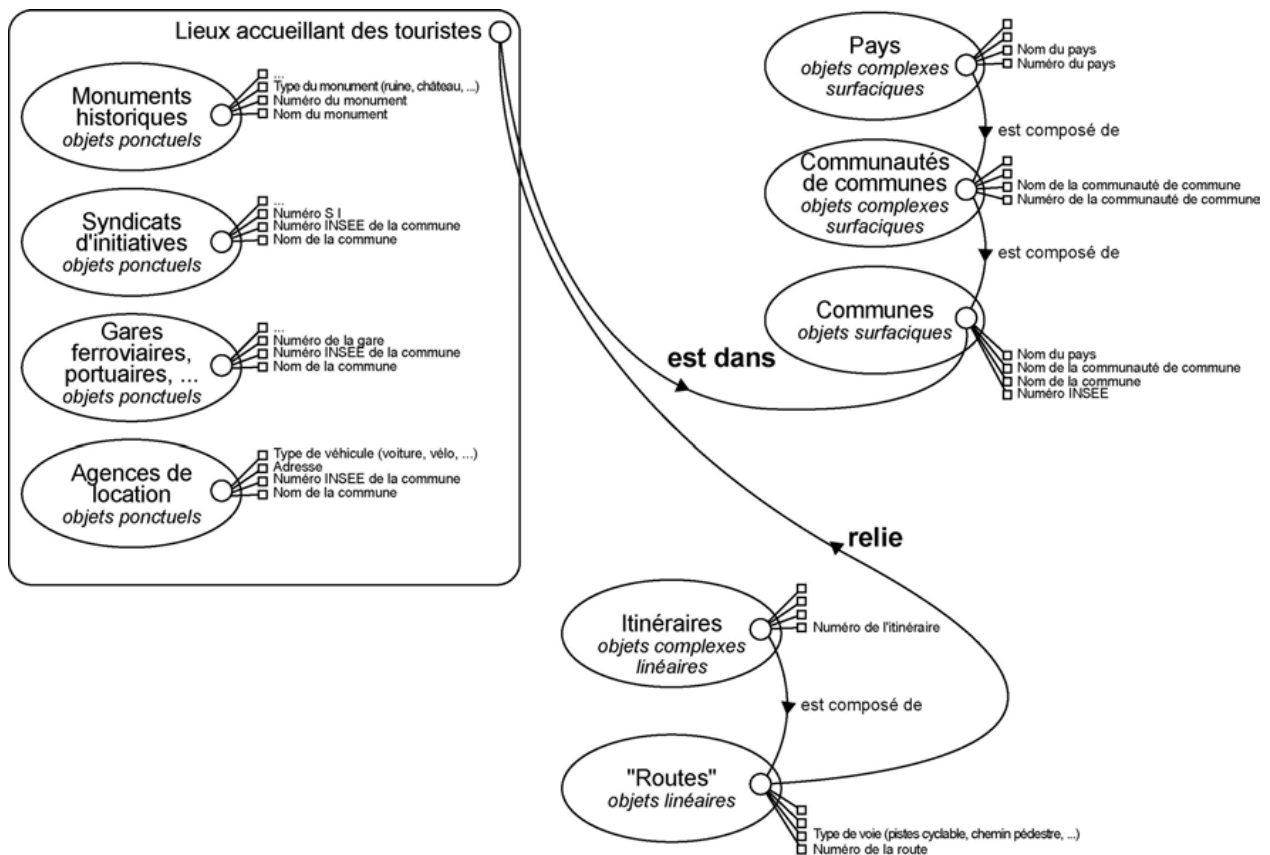 Lieux accueillant des touristes
Monuments
historiques
objets ponctuels
...
Type du monument (ruine, château, ...)
Numéro du monument
Nom du monument
Syndicats
d'initiatives
objets ponctuels
...
Numéro S I
Numéro INSEE de la commune
Nom de la commune
Gares
ferroviaires,
portuaires, ...
objets ponctuels
...
Numéro de la gare
Numéro INSEE de la commune
Nom de la commune
Agences de
location
objets ponctuels
Type de véhicule (voiture, vélo, ...)
Adresse
Numéro INSEE de la commune
Nom de la commune
Pays
objets complexes
surfaciques
Nom du pays
Numéro du pays
est composé de
Communautés
de communes
objets complexes
surfaciques
Nom de la communauté de commune
Numéro de la communauté de commune
est composé de
Communes
objets surfaciques
Nom du pays
Nom de la communauté de commune
Nom de la commune
Numéro INSEE
est dans
relie
Itinéraires
objets complexes
linéaires
Numéro de l'itinéraire
est composé de
"Routes"
objets linéaires
Type de voie (pistes cyclable, chemin pédestre, ...)
Numéro de la route